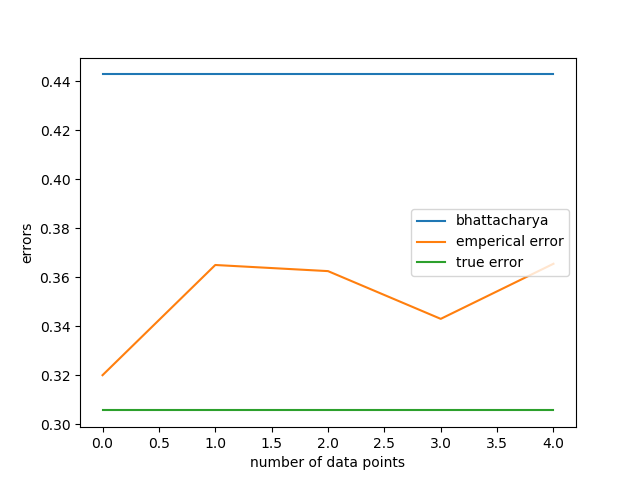 0.44
0.42
0.40
0.38
0.36
0.34
0.32
0.30
errors
bhattacharya
emperical error
true error
0.0 0.5 1.0 1.5 2.0 2.5 3.0 3.5 4.0
number of data points